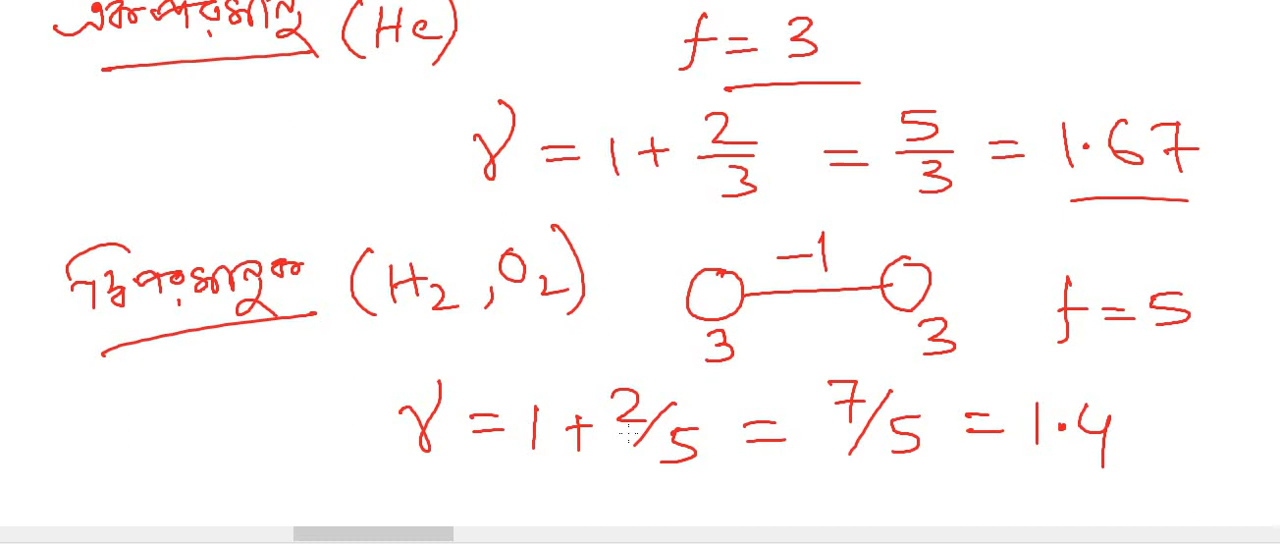 একপরমানু (He) f = 3
γ = 1 + 2/3 = 5/3 = 1.67
দ্বিপরমানুক (H₂, O₂) 3 —1 3 f = 5
γ = 1 + 2/5 = 7/5 = 1.4